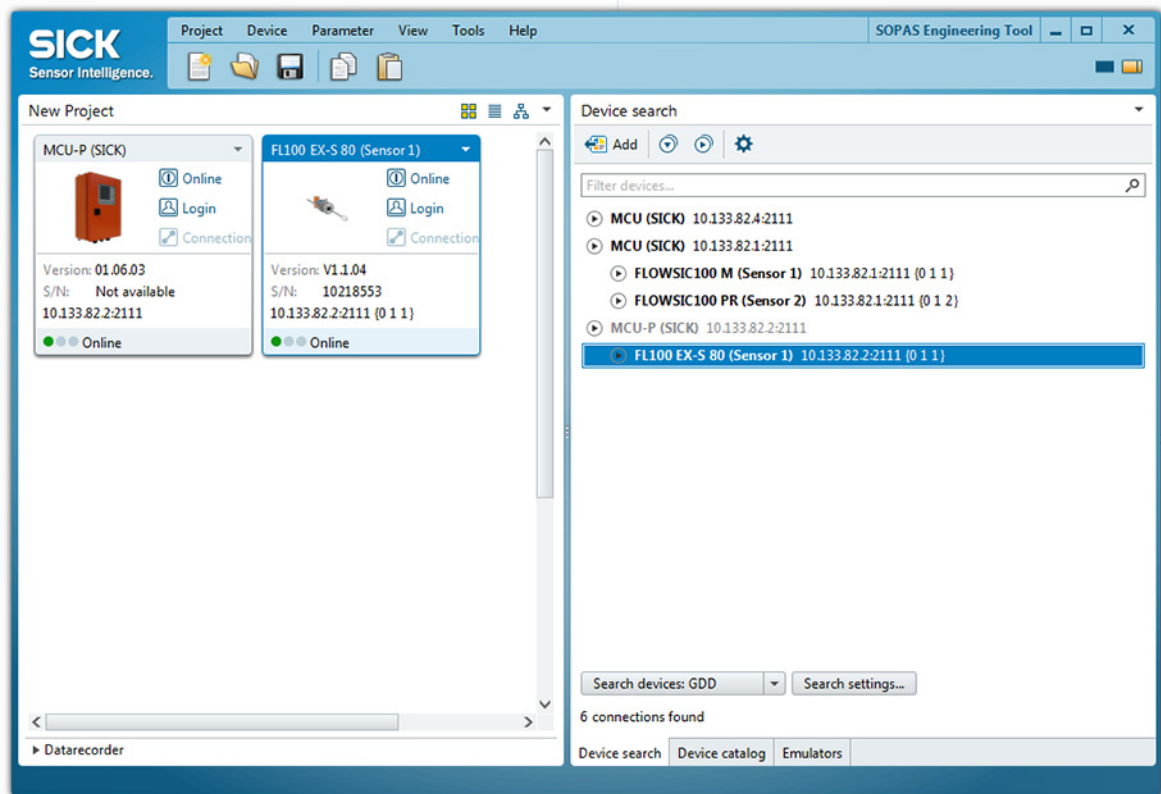 SICK
Sensor Intelligence.
Project Device Parameter View Tools Help
SOPAS Engineering Tool
New Project
MCU-P (SICK)
Online
Login
Connection
Version: 01.06.03
S/N: Not available
10.133.82.2:2111
Online
FL100 EX-S 80 (Sensor 1)
Online
Login
Connection
Version: V1.1.04
S/N: 10218553
10.133.82.2:2111 {0 1 1}
Online
Datarecorder
Device search
Add
Filter devices...
MCU (SICK) 10.133.82.4:2111
MCU (SICK) 10.133.82.1:2111
FLOWSIC100 M (Sensor 1) 10.133.82.1:2111 {0 1 1}
FLOWSIC100 PR (Sensor 2) 10.133.82.1:2111 {0 1 2}
MCU-P (SICK) 10.133.82.2:2111
FL100 EX-S 80 (Sensor 1) 10.133.82.2:2111 {0 1 1}
Search devices: GDD
Search settings...
6 connections found
Device search Device catalog Emulators